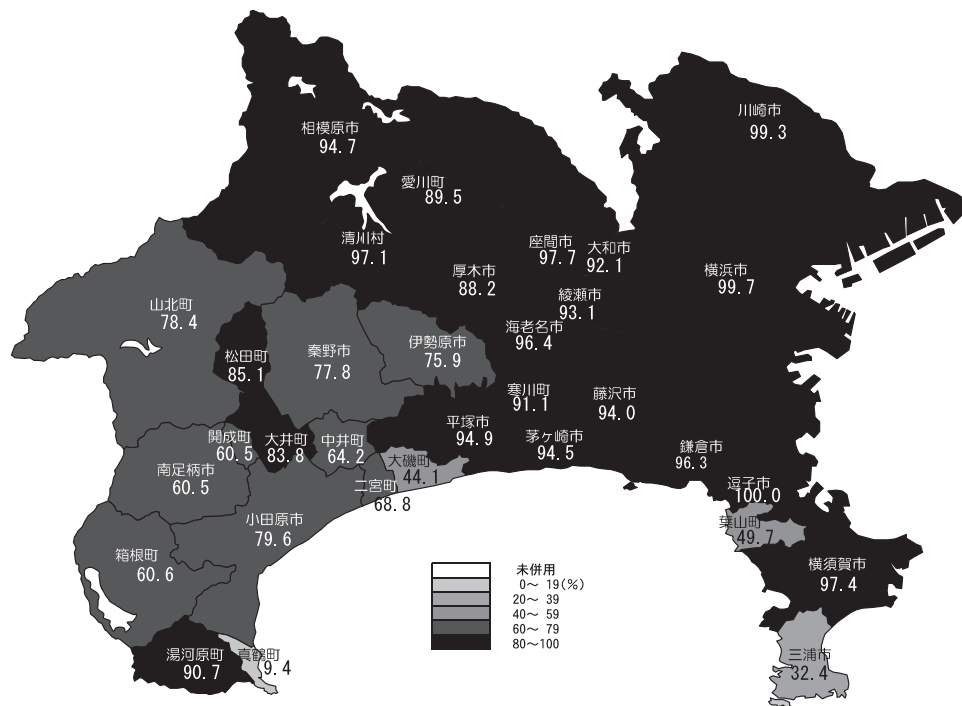 川崎市
99.3
相模原市
94.7
愛川町
89.5
清川村
97.1
座間市
97.7
大和市
92.1
厚木市
88.2
横浜市
99.7
綾瀬市
93.1
山北町
78.4
海老名市
96.4
伊勢原市
75.9
秦野市
77.8
松田町
85.1
寒川町
91.1
藤沢市
94.0
平塚市
94.9
茅ヶ崎市
94.5
開成町
60.5
大井町
83.8
中井町
64.2
鎌倉市
96.3
大磯町
44.1
南足柄市
60.5
二宮町
68.8
逗子市
100.0
小田原市
79.6
葉山町
49.7
箱根町
60.6
横須賀市
97.4
湯河原町
90.7
真鶴町
9.4
三浦市
32.4
未併用
0～ 19(%)
20～ 39
40～ 59
60～ 79
80～100